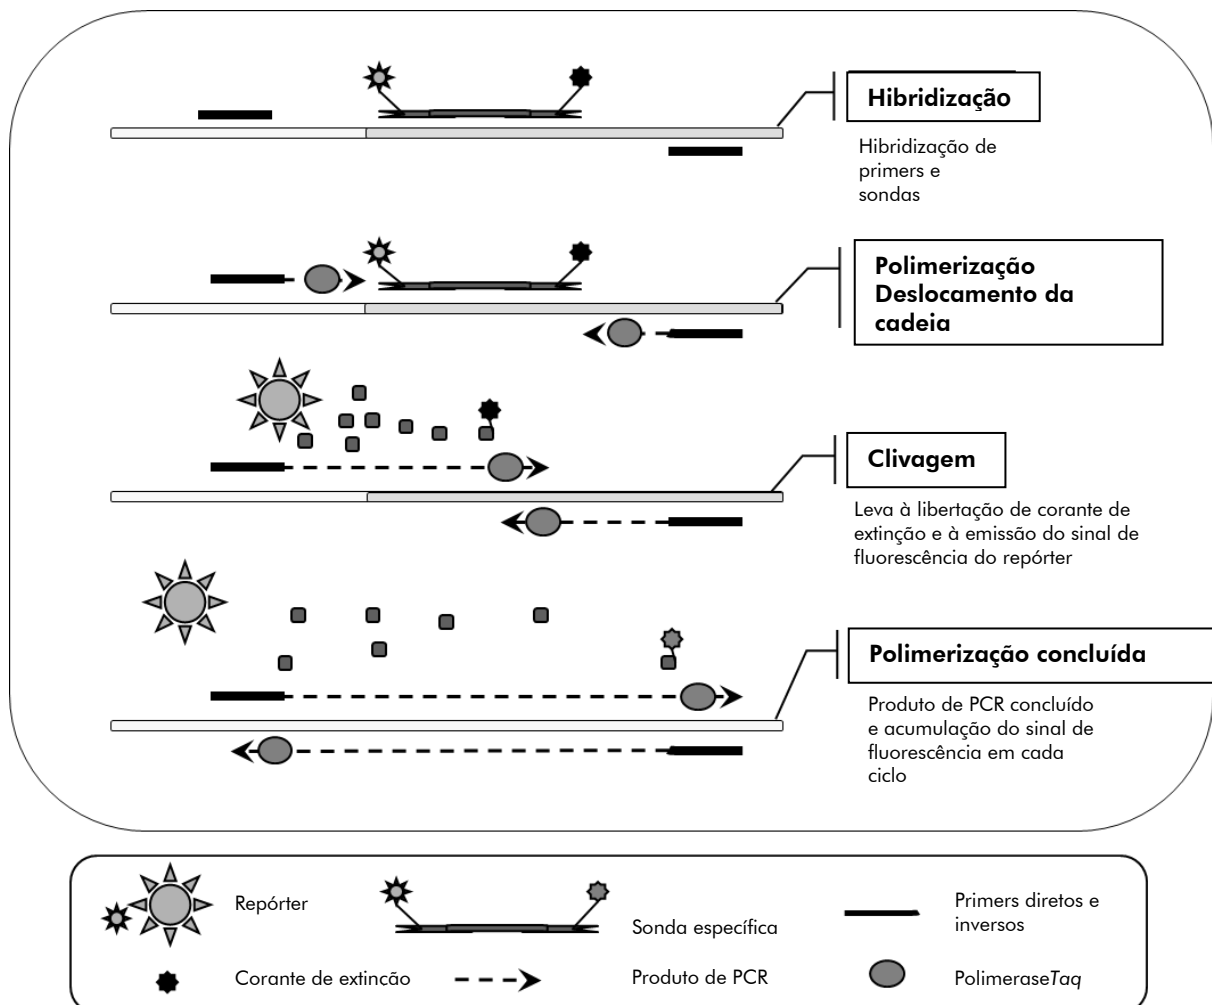 Hibridização
Hibridização de
primers e
sondas
Polimerização
Deslocamento da
cadeia
Clivagem
Leva à libertação de corante de
extinção e à emissão do sinal de
fluorescência do repórter
Polimerização concluída
Produto de PCR concluído
e acumulação do sinal de
fluorescência em cada
ciclo
Repórter
Sonda específica
Primers diretos e
inversos
Corante de extinção
Produto de PCR
PolimeraseTaq